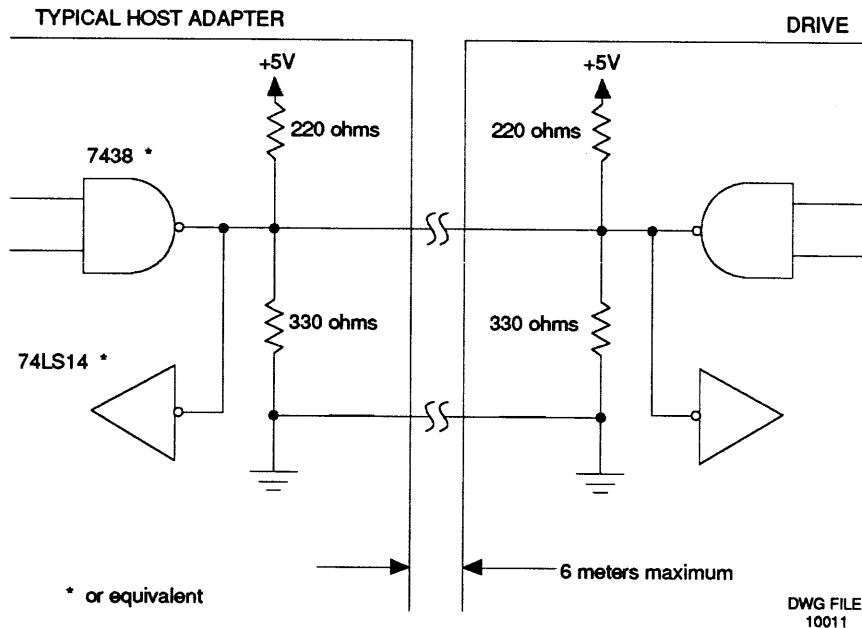 TYPICAL HOST ADAPTER
DRIVE
+5V
+5V
220 ohms
220 ohms
7438 *
330 ohms
330 ohms
74LS14 *
6 meters maximum
* or equivalent
DWG FILE
10011